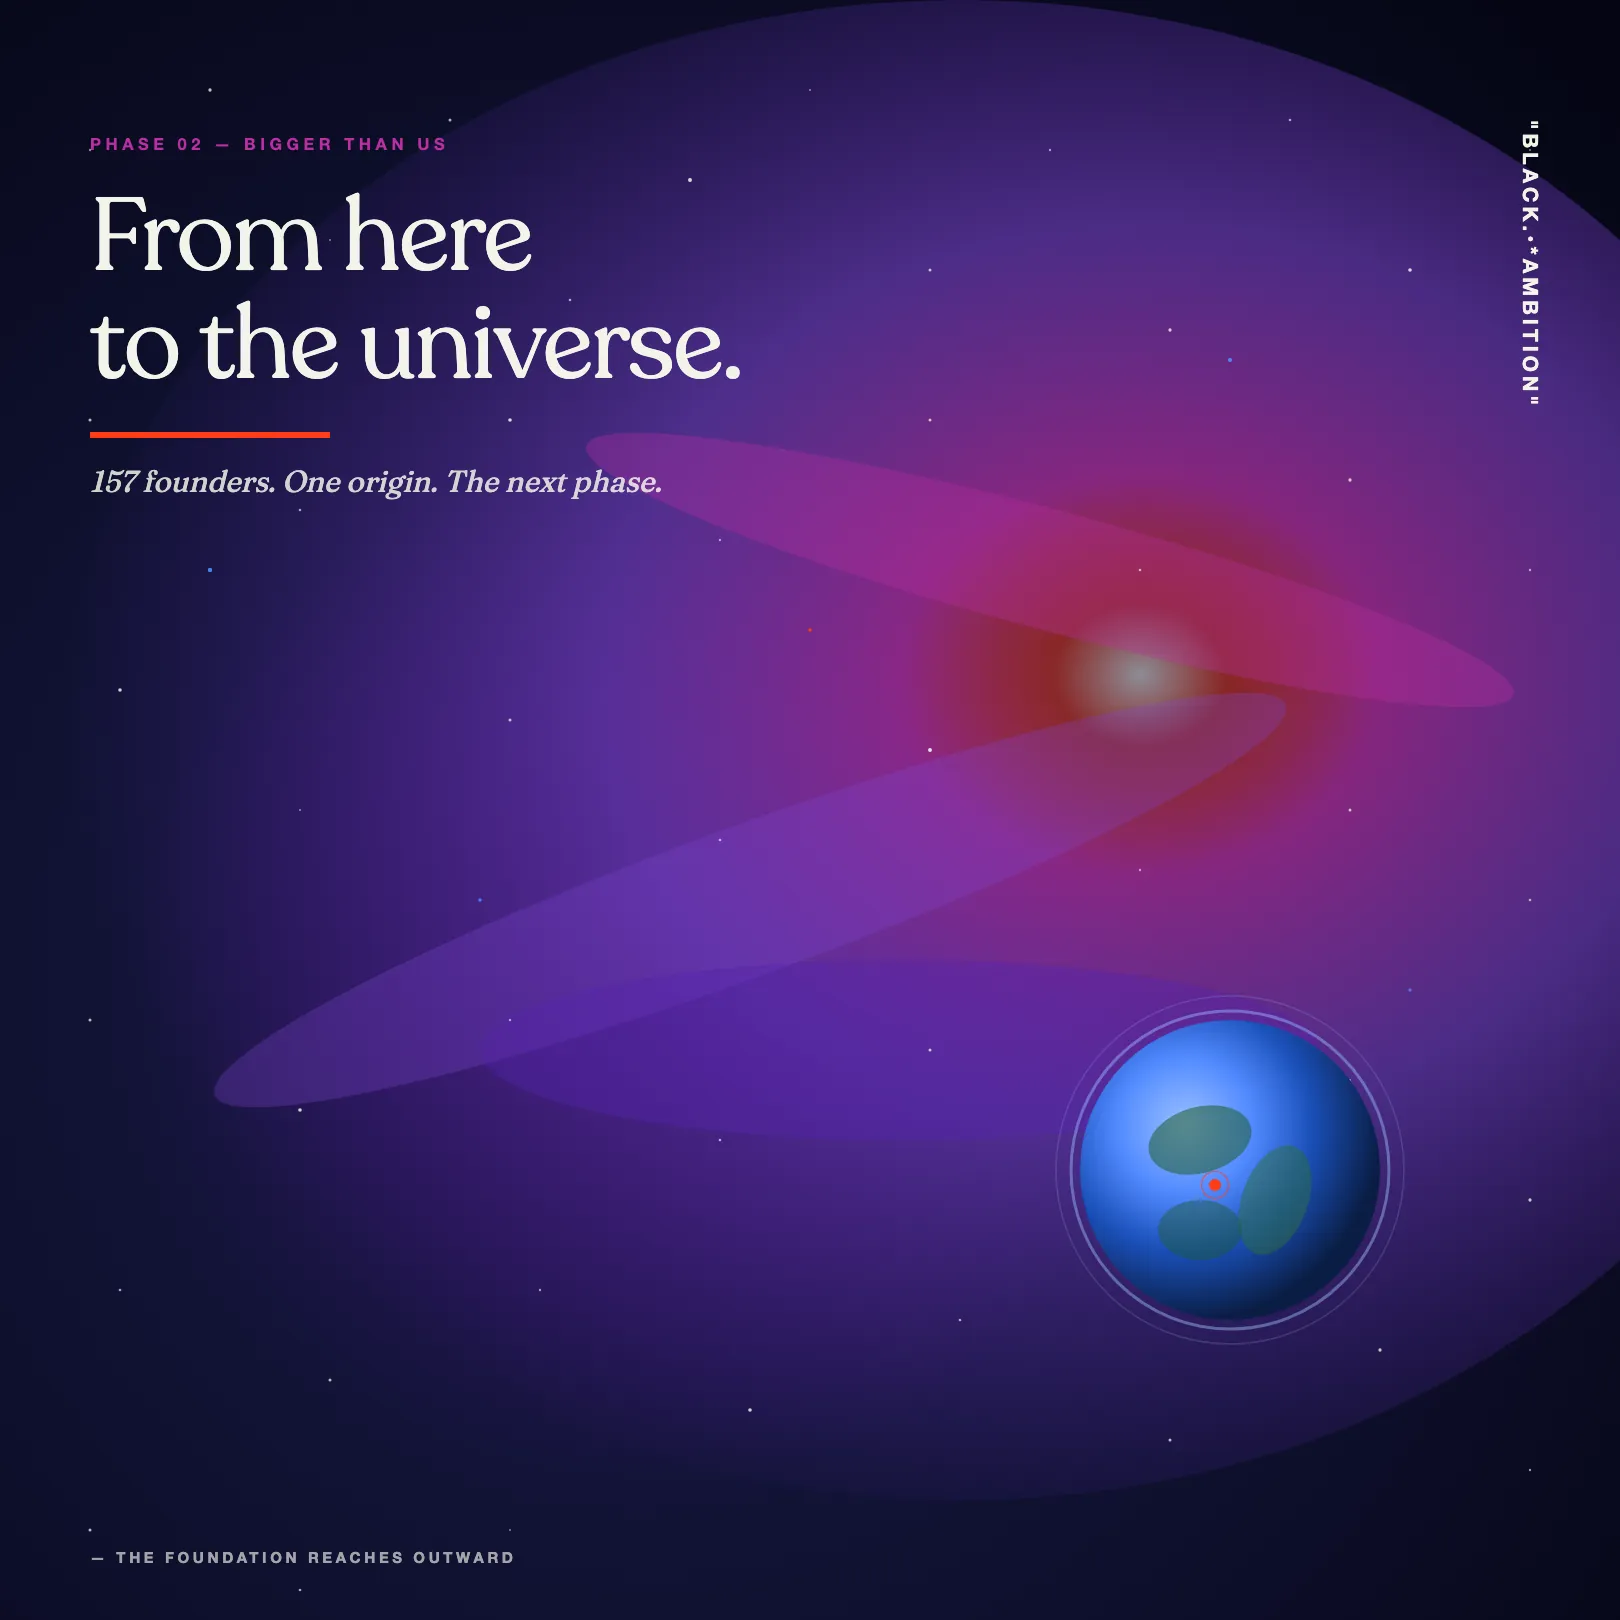 PHASE 02 — BIGGER THAN US
From here
to the universe.
157 founders. One origin. The next phase.
"BLACK.·*AMBITION"
— THE FOUNDATION REACHES OUTWARD